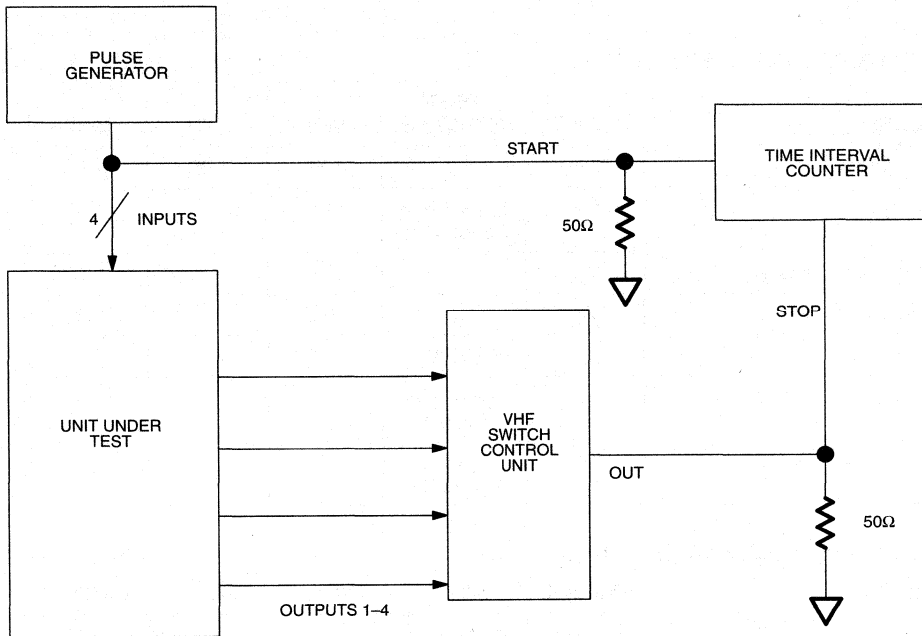 PULSE
GENERATOR
START
TIME INTERVAL
COUNTER
4
INPUTS
50Ω
STOP
UNIT UNDER
TEST
VHF
SWITCH
CONTROL
UNIT
OUT
50Ω
OUTPUTS 1–4